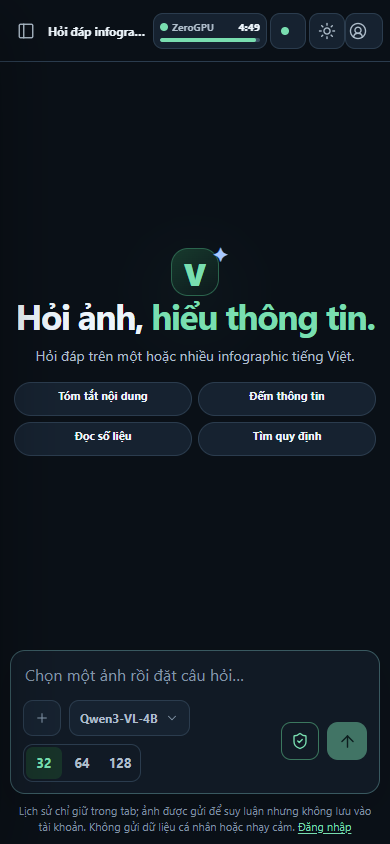 Hỏi đáp infogra...
ZeroGPU 4:49
V
Hỏi ảnh, hiểu thông tin.
Hỏi đáp trên một hoặc nhiều infographic tiếng Việt.
Tóm tắt nội dung
Đếm thông tin
Đọc số liệu
Tìm quy định
Chọn một ảnh rồi đặt câu hỏi...
Qwen3-VL-4B
32 64 128
Lịch sử chỉ giữ trong tab; ảnh được gửi để suy luận nhưng không lưu vào
tài khoản. Không gửi dữ liệu cá nhân hoặc nhạy cảm. Đăng nhập